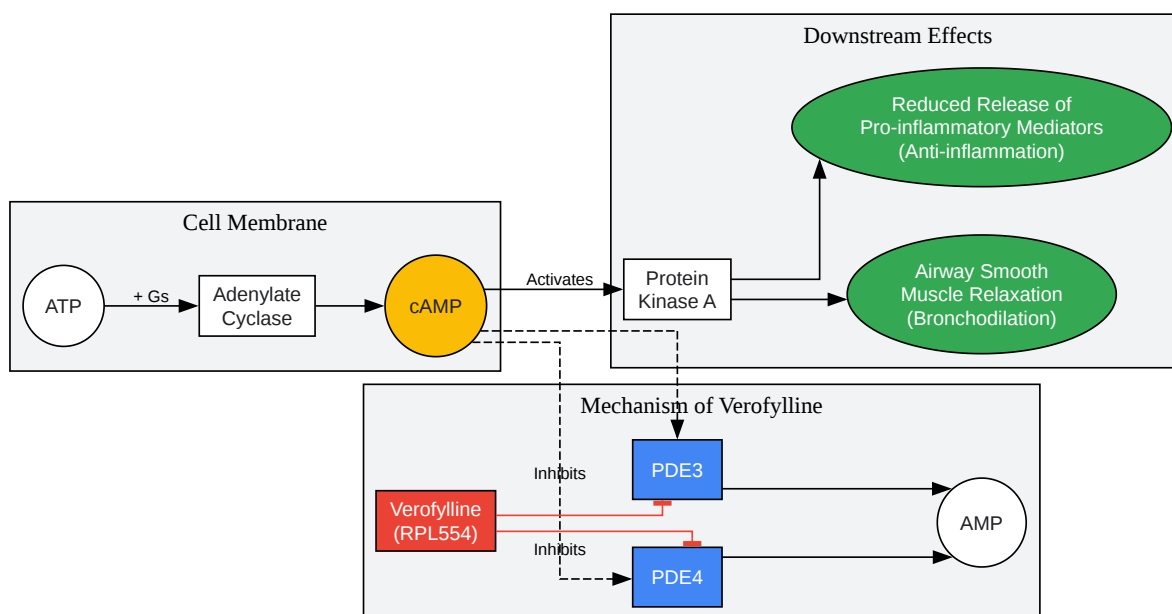 Downstream Effects
Reduced Release of
Pro-inflammatory Mediators
(Anti-inflammation)
Cell Membrane
ATP
+ Gs
Adenylate
Cyclase
cAMP
Activates
Protein
Kinase A
Airway Smooth
Muscle Relaxation
(Bronchodilation)
Mechanism of Verofylline
Inhibits
PDE3
Verofylline
(RPL554)
Inhibits
PDE4
AMP